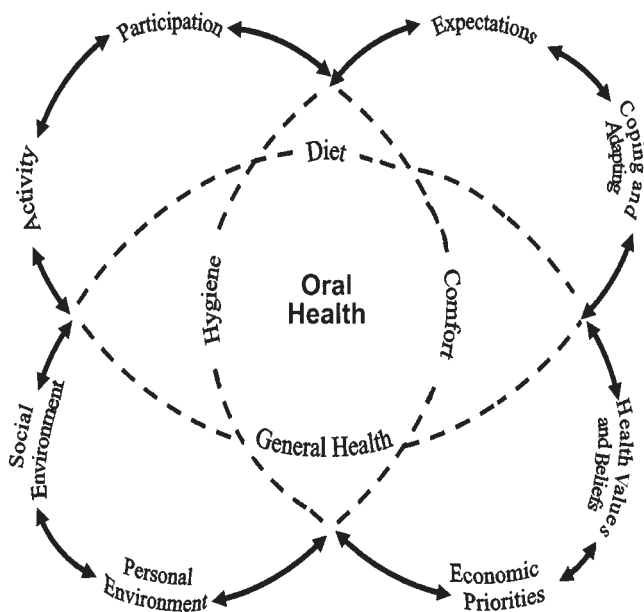 Participation
Expectations
Coping and
Adapting
Activity
Diet
Hygiene
Oral
Health
Comfort
Social
Environment
General Health
Health Values
and Beliefs
Personal
Environment
Economic
Priorities